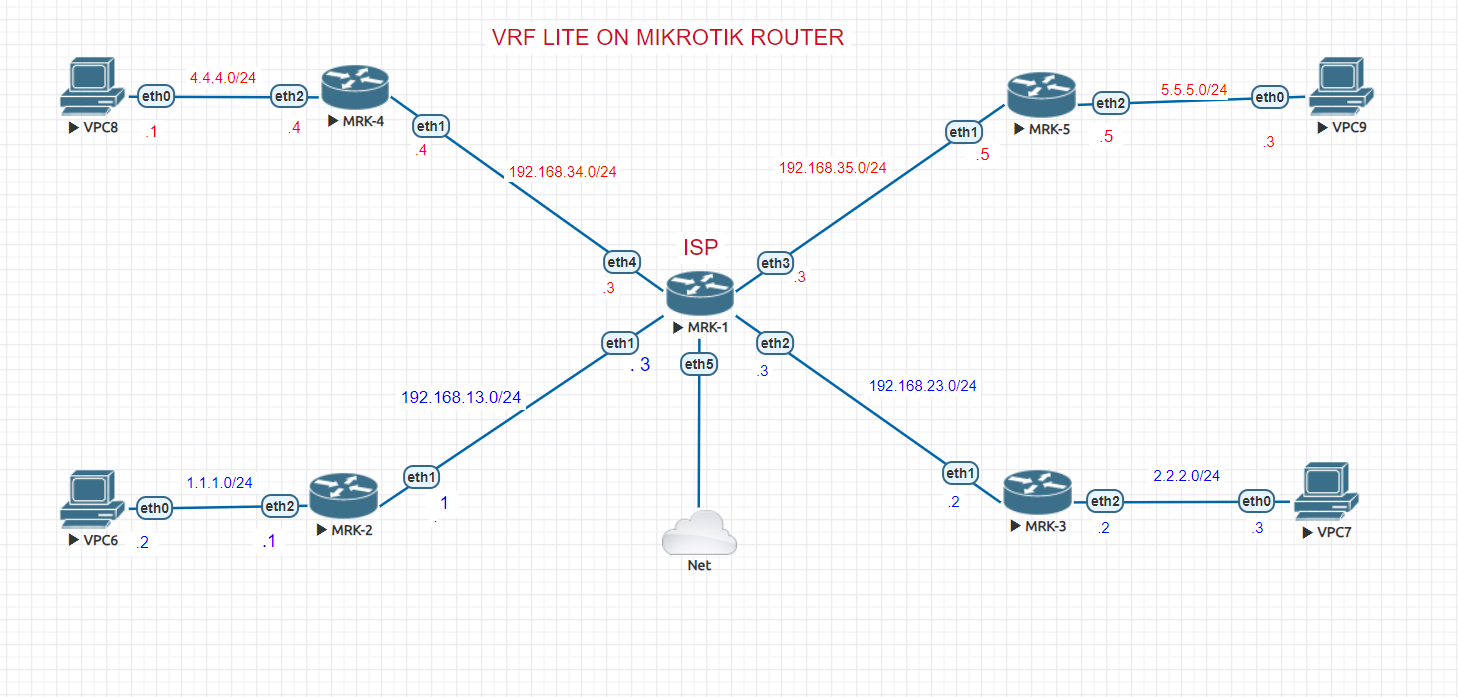 VRF LITE ON MIKROTIK ROUTER
4.4.4.0/24
eth0
eth2
VPC8
.1
.4
MRK-4
eth1
.4
192.168.34.0/24
5.5.5.0/24
eth0
eth2
VPC9
.3
.5
MRK-5
eth1
.5
192.168.35.0/24
ISP
eth4
.3
eth3
.3
MRK-1
eth1
. 3
eth5
eth2
.3
192.168.13.0/24
192.168.23.0/24
1.1.1.0/24
eth0
eth2
VPC6
.2
.1
MRK-2
eth1
1
.
Net
eth1
.2
MRK-3
2.2.2.0/24
eth2
.2
eth0
.3
VPC7